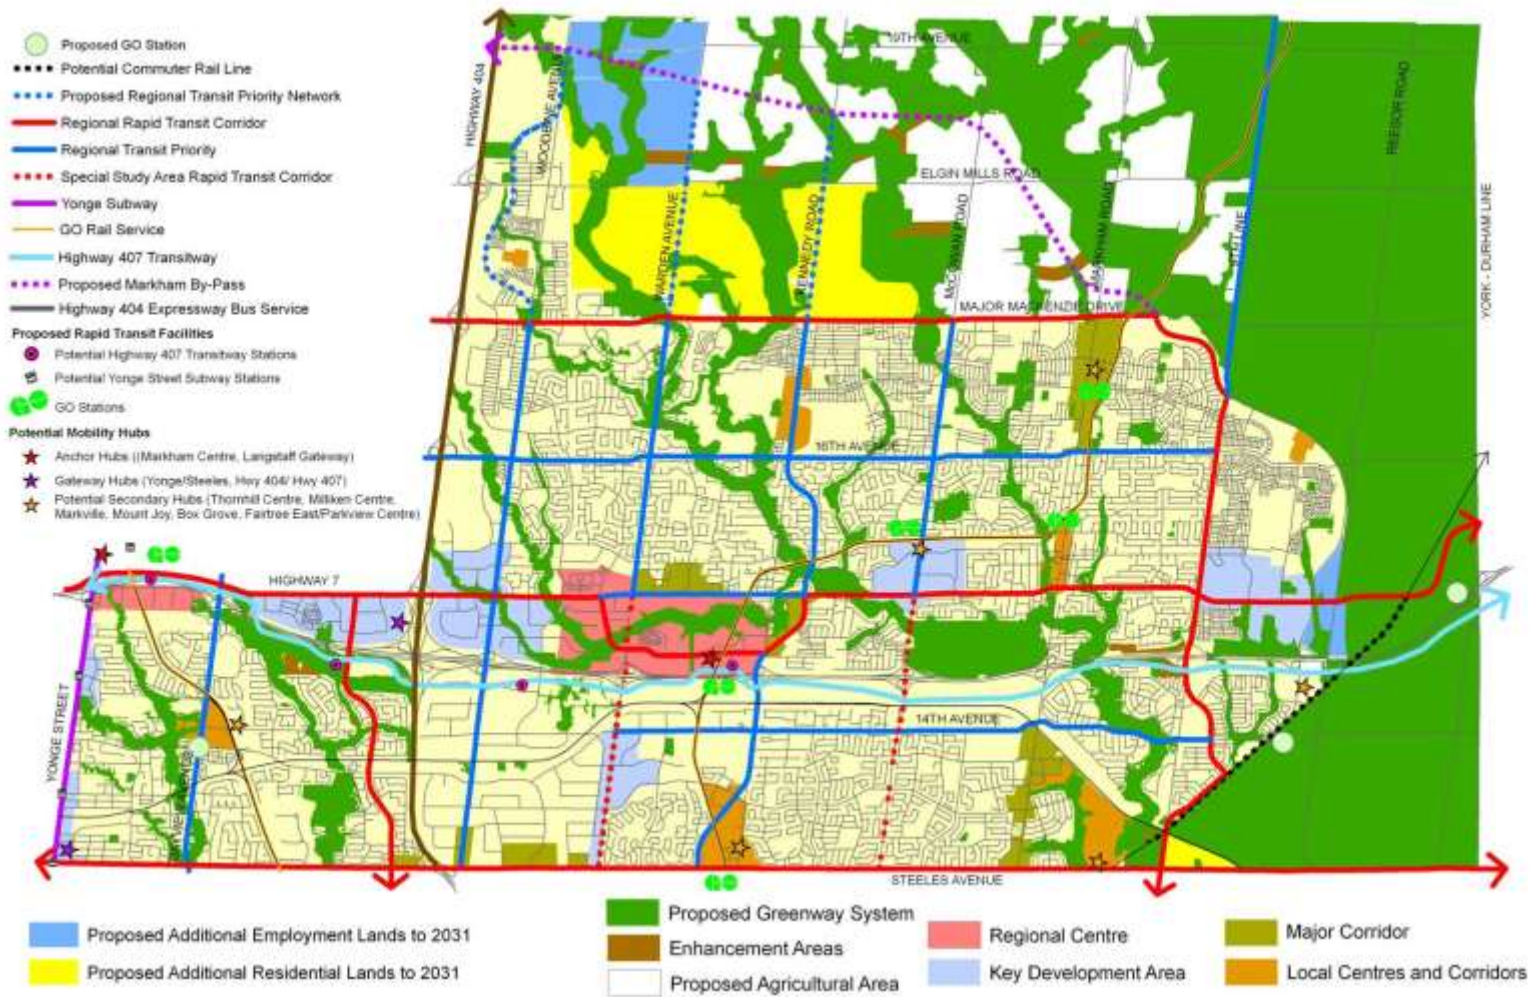 Proposed GO Station
Potential Commuter Rail Line
Proposed Regional Transit Priority Network
Regional Rapid Transit Corridor
Regional Transit Priority
Special Study Area Rapid Transit Corridor
Yonge Subway
GO Rail Service
Highway 407 Transitway
Proposed Markham By-Pass
Highway 404 Expressway Bus Service
Proposed Rapid Transit Facilities
Potential Highway 407 Transitway Stations
Potential Yonge Street Subway Stations
GO Stations
Potential Mobility Hubs
Anchor Hubs ((Markham Centre, Langstaff Gateway)
Gateway Hubs (Yonge/Steeles, Hwy 404/ Hwy 407)
Potential Secondary Hubs (Thornhill Centre, Milliken Centre,
Markville, Mount Joy, Box Grove, Fairtree East/Parkview Centre)
19TH AVENUE
HIGHWAY 404
WOODBINE AVENUE
REESOR ROAD
ELGIN MILLS ROAD
WARDEN AVENUE
KENNEDY ROAD
McCOWAN ROAD
MARKHAM ROAD
9TH LINE
YORK - DURHAM LINE
MAJOR MACKENZIE DRIVE
16TH AVENUE
HIGHWAY 7
YONGE STREET
14TH AVENUE
STEELES AVENUE
Proposed Additional Employment Lands to 2031
Proposed Additional Residential Lands to 2031
Proposed Greenway System
Enhancement Areas
Proposed Agricultural Area
Regional Centre
Key Development Area
Major Corridor
Local Centres and Corridors